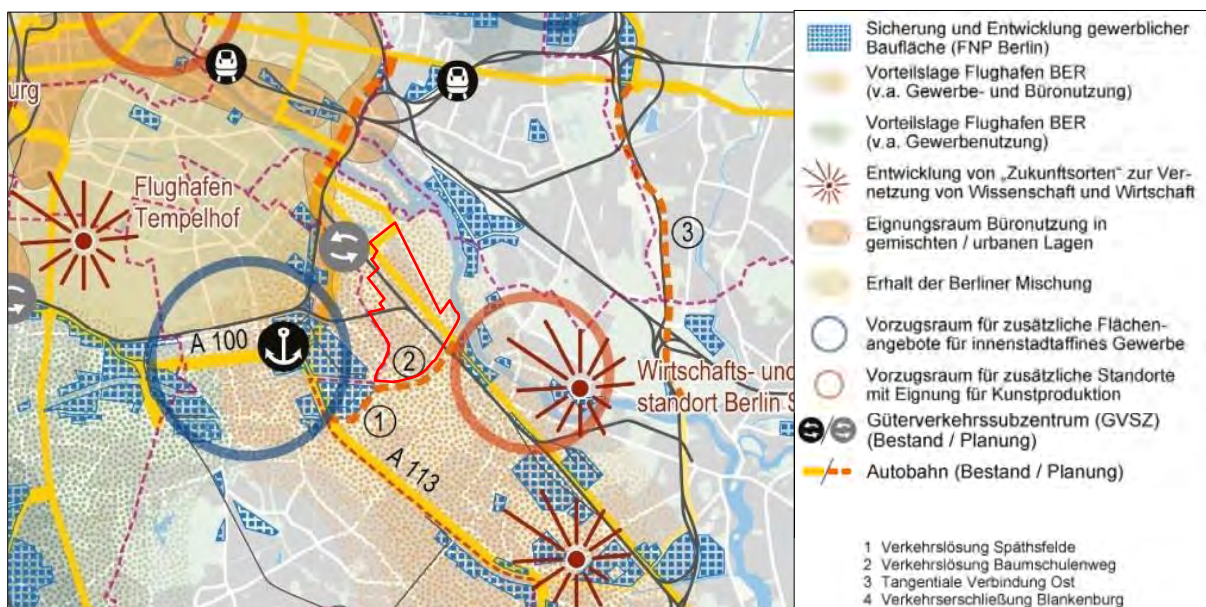 urg
Flughafen
Tempelhof
A 100
2
1
A 113
3
Wirtschafts- und
standort Berlin S
Sicherung und Entwicklung gewerblicher
Baufläche (FNP Berlin)
Vorteilslage Flughafen BER
(v.a. Gewerbe- und Büronutzung)
Vorteilslage Flughafen BER
(v.a. Gewerbenutzung)
Entwicklung von „Zukunftsorten“ zur Ver-
netzung von Wissenschaft und Wirtschaft
Eignungsraum Büronutzung in
gemischten / urbanen Lagen
Erhalt der Berliner Mischung
Vorzugsraum für zusätzliche Flächen-
angebote für innenstadtaffines Gewerbe
Vorzugsraum für zusätzliche Standorte
mit Eignung für Kunstproduktion
Güterverkehrssubzentrum (GVSZ)
(Bestand / Planung)
Autobahn (Bestand / Planung)
1 Verkehrslösung Späthsfelde
2 Verkehrslösung Baumschulenweg
3 Tangentiale Verbindung Ost
4 Verkehrserschließung Blankenburg